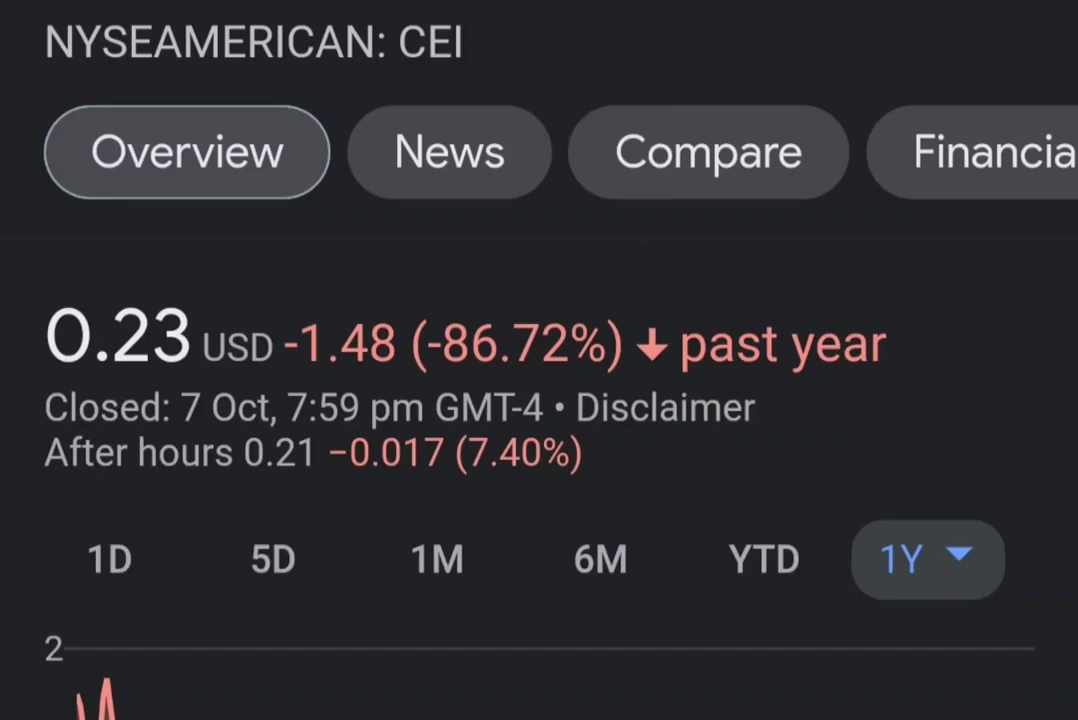 NYSEAMERICAN: CEI
Overview News Compare Financia
0.23 USD -1.48 (-86.72%) ↓ past year
Closed: 7 Oct, 7:59 pm GMT-4 • Disclaimer
After hours 0.21 −0.017 (7.40%)
1D 5D 1M 6M YTD 1Y
2